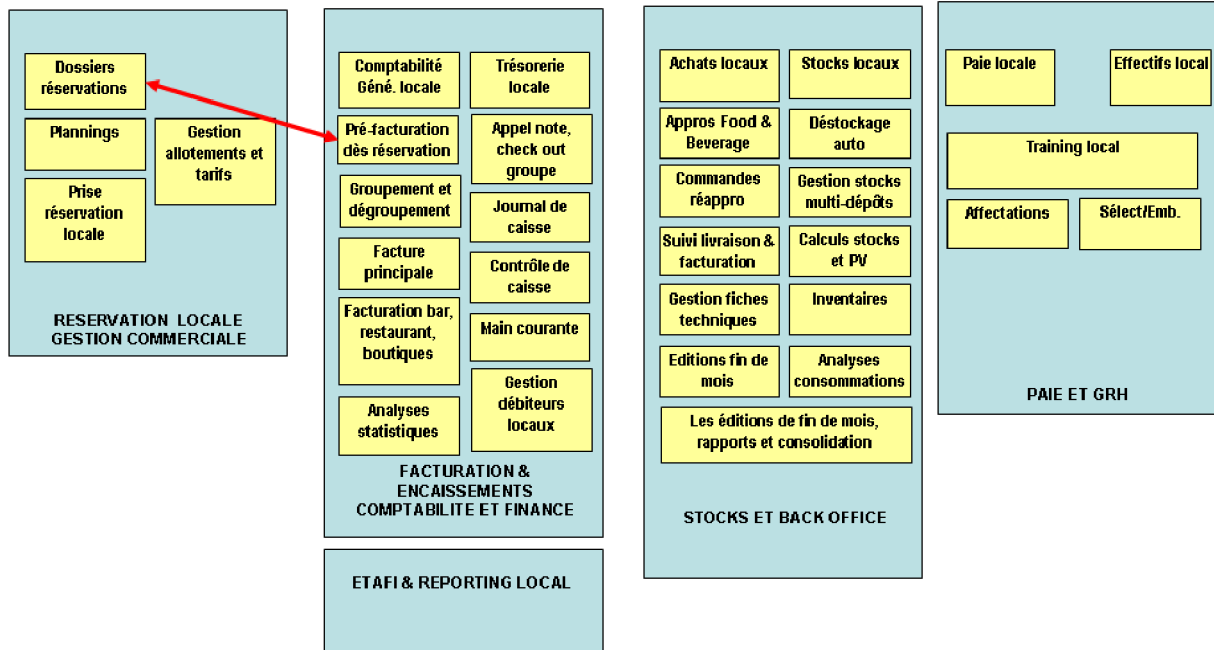 Dossiers
réservations
Plannings
Gestion
allotements et
tarifs
Prise
réservation
locale
RESERVATION LOCALE
GESTION COMMERCIALE
Comptabilité
Géné. locale
Trésorerie
locale
Pré-facturation
dès réservation
Appel note,
check out
groupe
Groupement et
dégroupement
Journal de
caisse
Facture
principale
Contrôle de
caisse
Facturation bar,
restaurant,
boutiques
Main courante
Analyses
statistiques
Gestion
débiteurs
locaux
FACTURATION &
ENCAISSEMENTS
COMPTABILITE ET FINANCE
ETAFI & REPORTING LOCAL
Achats locaux
Stocks locaux
Appros Food &
Beverage
Déstockage
auto
Commandes
réappro
Gestion stocks
multi-dépôts
Suivi livraison &
facturation
Calculs stocks
et PV
Gestion fiches
techniques
Inventaires
Editions fin de
mois
Analyses
consommations
Les éditions de fin de mois,
rapports et consolidation
STOCKS ET BACK OFFICE
Paie locale
Effectifs local
Training local
Affectations
Sélect/Emb.
PAIE ET GRH